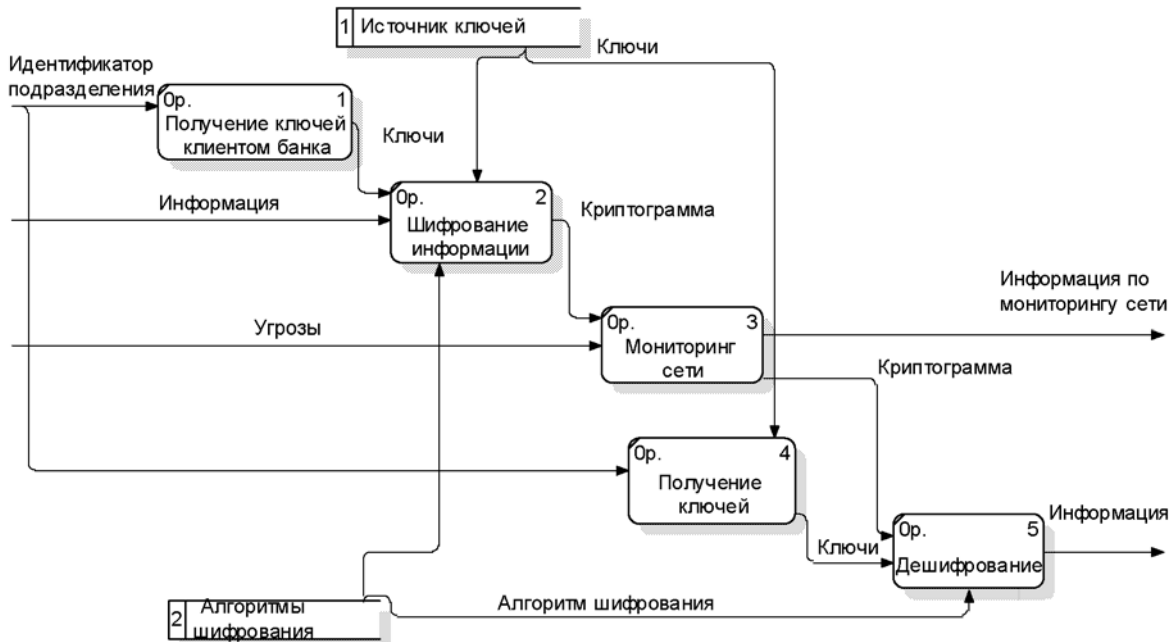 1 Источник ключей
Ключи
Идентификатор
подразделения
0р. 1
Получение ключей
клиентом банка
Ключи
Информация
0р. 2
Шифрование
информации
Криптограмма
Информация по
мониторингу сети
Угрозы
0р. 3
Мониторинг
сети
Криптограмма
0р. 4
Получение
ключей
Информация
0р. 5
Дешифрование
Ключи
2 Алгоритмы
шифрования
Алгоритм шифрования